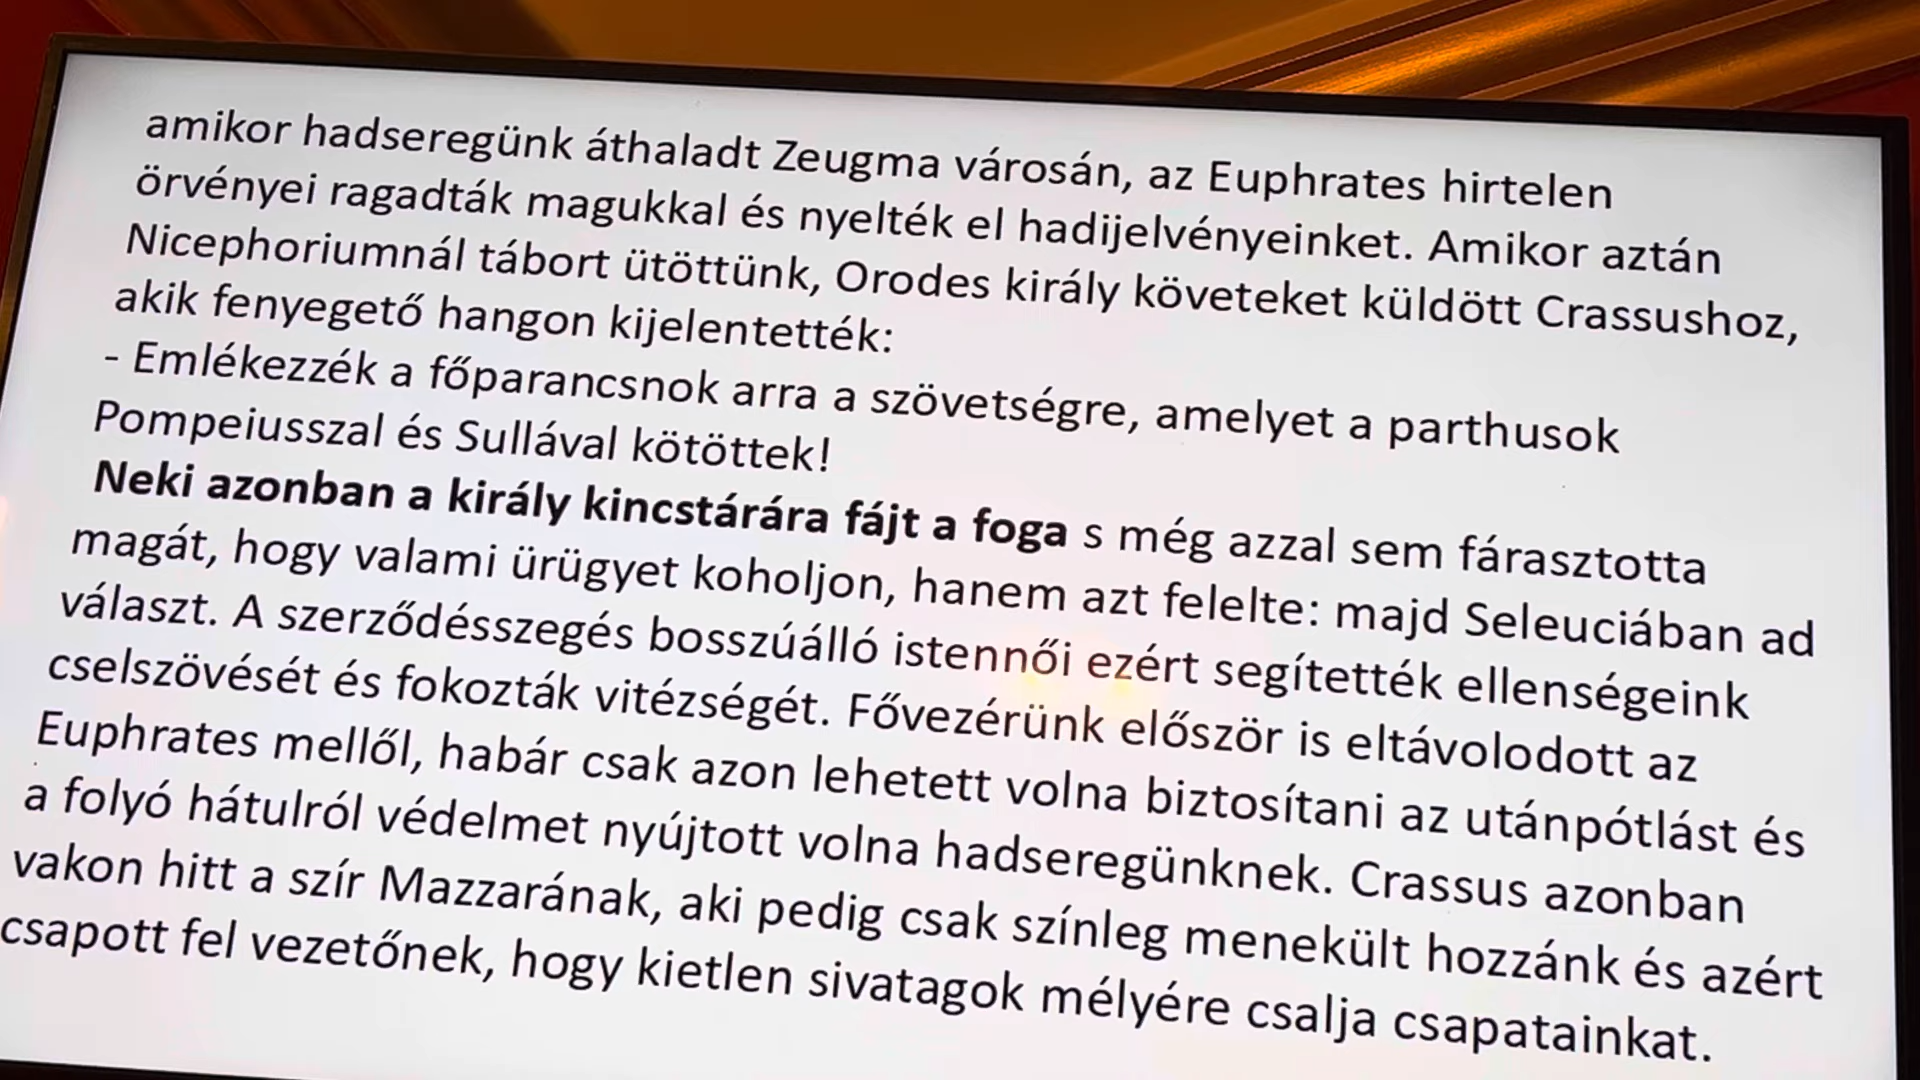 amikor hadseregünk áthaladt Zeugma városán, az Euphrates hirtelen
örvényei ragadták magukkal és nyelték el hadijelvényeinket. Amikor aztán
Nicephoriumnál tábort ütöttünk, Orodes király követeket küldött Crassushoz,
akik fenyegető hangon kijelentették:
- Emlékezzék a főparancsnok arra a szövetségre, amelyet a parthusok
Pompeiusszal és Sullával kötöttek!
Neki azonban a király kincstárára fájt a foga s még azzal sem fárasztotta
magát, hogy valami ürügyet koholjon, hanem azt felelte: majd Seleuciában ad
választ. A szerződésszegés bosszúálló istennői ezért segítették ellenségeink
cselszövését és fokozták vitézségét. Fővezérünk először is eltávolodott az
Euphrates mellől, habár csak azon lehetett volna biztosítani az utánpótlást és
a folyó hátulról védelmet nyújtott volna hadseregünknek. Crassus azonban
vakon hitt a szír Mazzarának, aki pedig csak színleg menekült hozzánk és azért
csapott fel vezetőnek, hogy kietlen sivatagok mélyére csalja csapatainkat.